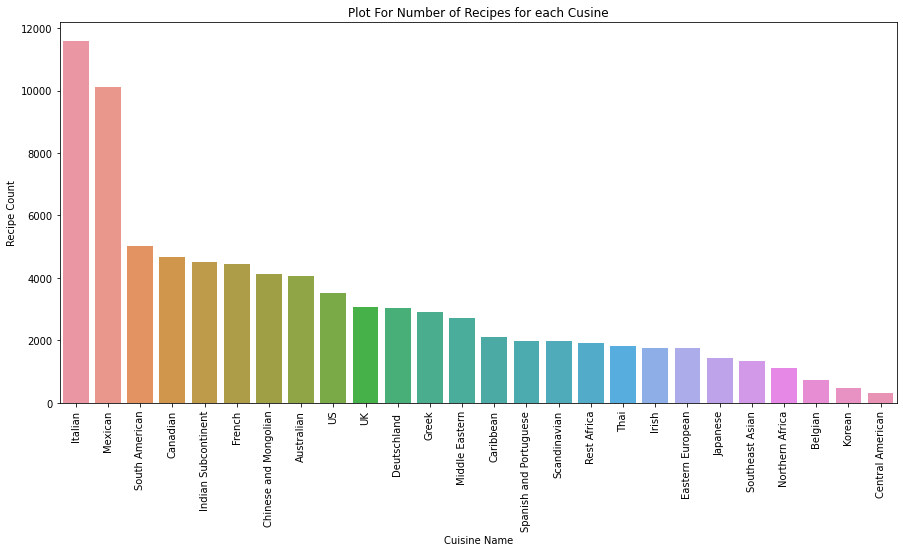 Plot For Number of Recipes for each Cusine
Recipe Count
12000
10000
8000
6000
4000
2000
0
Italian
Mexican
South American
Canadian
Indian Subcontinent
French
Chinese and Mongolian
Australian
US
UK
Deutschland
Greek
Middle Eastern
Caribbean
Spanish and Portuguese
Scandinavian
Rest Africa
Thai
Irish
Eastern European
Japanese
Southeast Asian
Northern Africa
Belgian
Korean
Central American
Cuisine Name